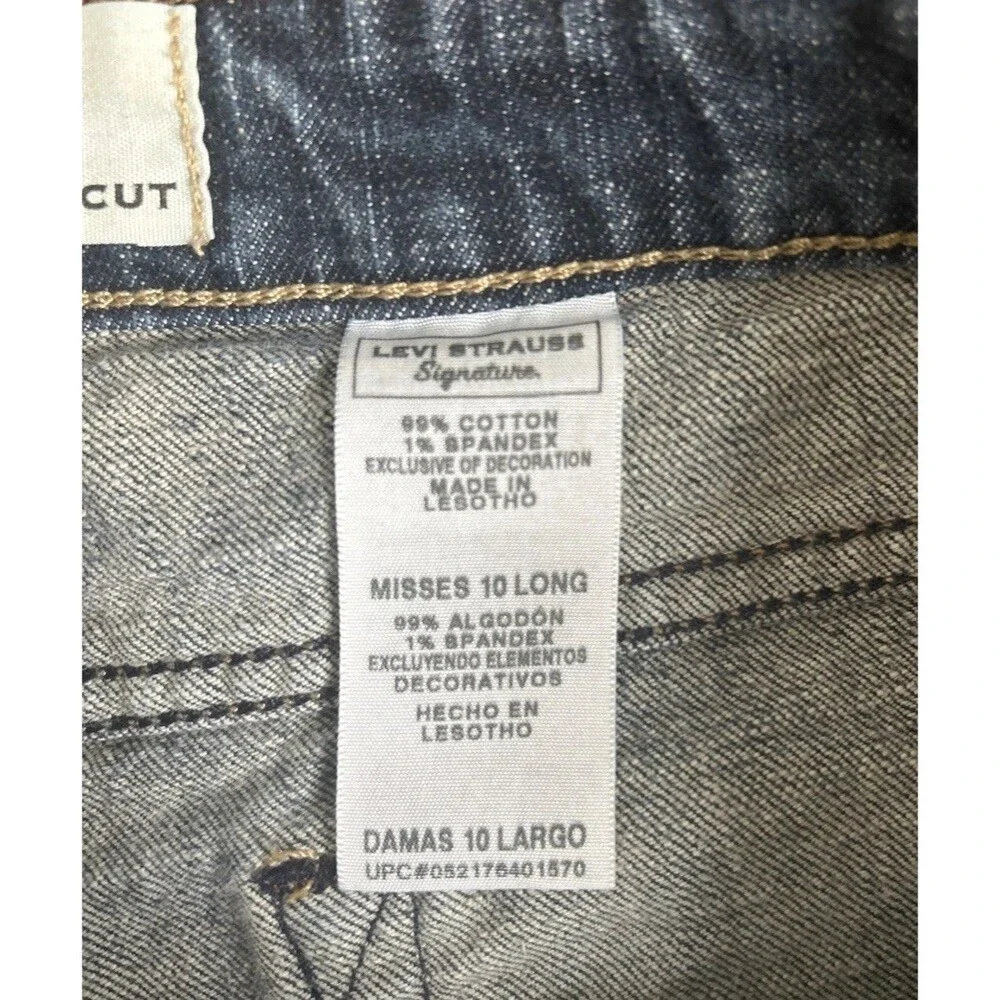 CUT
LEVI STRAUSS
Signature.
99% COTTON
1% SPANDEX
EXCLUSIVE OF DECORATION
MADE IN
LESOTHO
MISSES 10 LONG
99% ALGODÓN
1% SPANDEX
EXCLUYENDO ELEMENTOS
DECORATIVOS
HECHO EN
LESOTHO
DAMAS 10 LARGO
UPC#052176401570